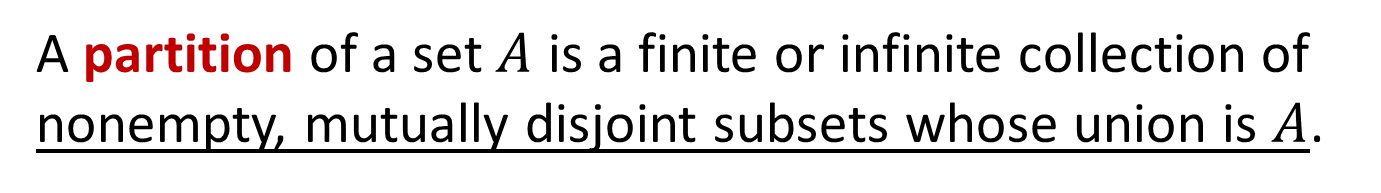 A partition of a set A is a finite or infinite collection of
nonempty, mutually disjoint subsets whose union is A.